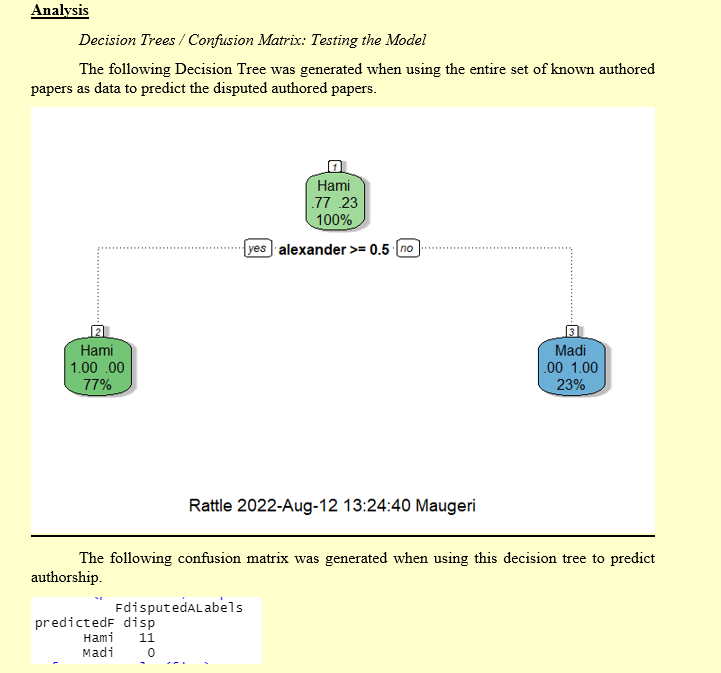 Analysis
Decision Trees / Confusion Matrix: Testing the Model
The following Decision Tree was generated when using the entire set of known authored
papers as data to predict the disputed authored papers.
1
Hami
.77 .23
100%
yes alexander >= 0.5 no
2
Hami
1.00 .00
77%
3
Madi
.00 1.00
23%
Rattle 2022-Aug-12 13:24:40 Maugeri
The following confusion matrix was generated when using this decision tree to predict
authorship.
FdisputedALabels
predictedF disp
Hami 11
Madi 0